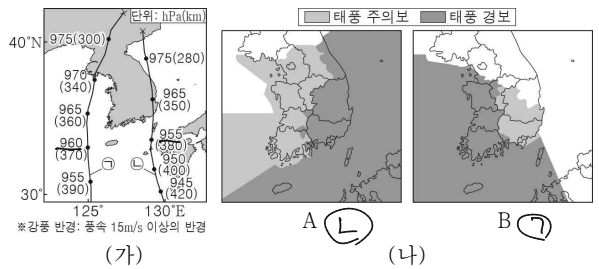 단위: hPa(km)
40°N
975(300)
975(280)
970
(340)
965
(350)
965
(360)
960
(370)
955
(380)
950
(400)
㉠
㉡
955
(390)
945
(420)
30°
125°
130°E
※강풍 반경: 풍속 15m/s 이상의 반경
(가)
태풍 주의보
태풍 경보
A ㄴ
B ㄱ
(나)